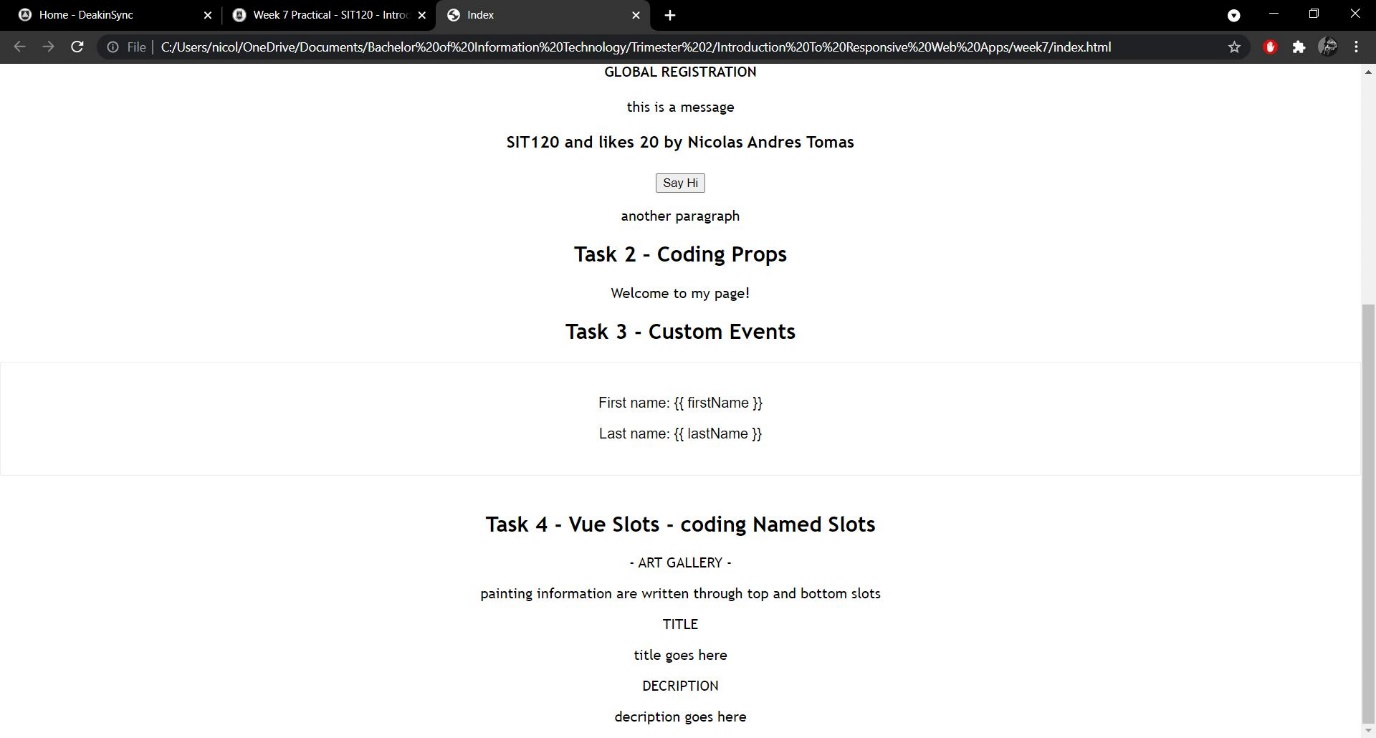 Home - DeakinSync
Week 7 Practical - SIT120 - Introd
Index
File | C:/Users/nicol/OneDrive/Documents/Bachelor%20of%20Information%20Technology/Trimester%202/Introduction%20To%20Responsive%20Web%20Apps/week7/index.html
GLOBAL REGISTRATION
this is a message
SIT120 and likes 20 by Nicolas Andres Tomas
Say Hi
another paragraph
Task 2 - Coding Props
Welcome to my page!
Task 3 - Custom Events
First name: {{ firstName }}
Last name: {{ lastName }}
Task 4 - Vue Slots - coding Named Slots
- ART GALLERY -
painting information are written through top and bottom slots
TITLE
title goes here
DECRIPTION
decription goes here